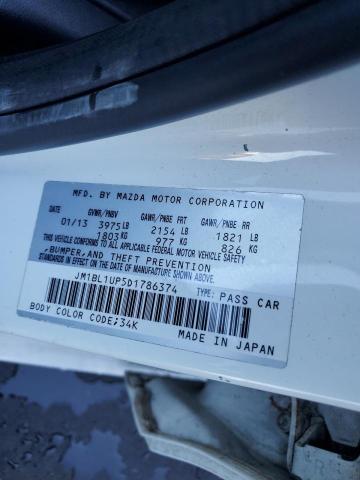 MFD. BY MAZDA MOTOR CORPORATION
DATE GVWR/PNBV GAWR/PNBE FRT GAWR/PNBE RR
01/13 3975LB 2154 LB 1821 LB
1803KG 977 KG 826 KG
THIS VEHICLE CONFORMS TO ALL APPLICABLE FEDERAL MOTOR VEHICLE SAFETY
,BUMPER,AND THEFT PREVENTION
STANDARDS IN EFFECT ON THE DATE OF MANUFACTURE SHOWN ABOVE.
JM1BL1UP5D1786374 TYPE: PASS CAR
BODY COLOR CODE;34K MADE IN JAPAN